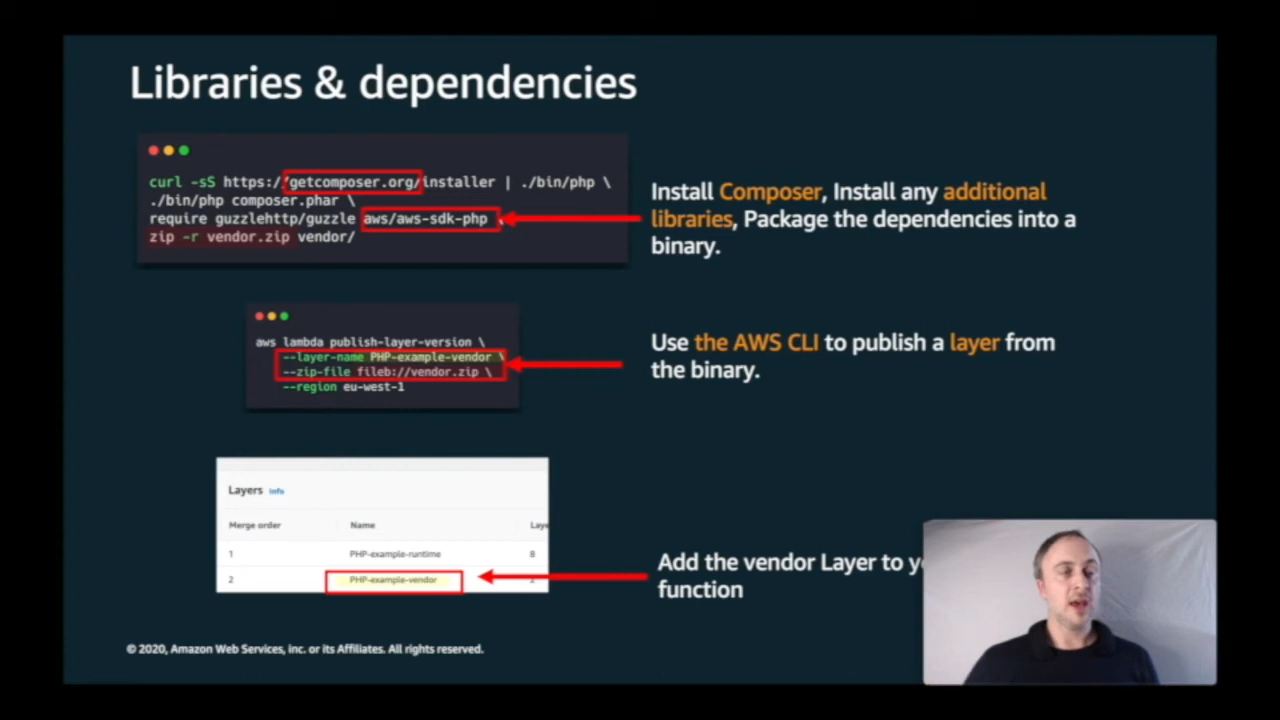 Libraries & dependencies
curl -sS https://getcomposer.org/installer | ./bin/php \
./bin/php composer.phar \
require guzzlehttp/guzzle aws/aws-sdk-php \
zip -r vendor.zip vendor/
Install Composer, Install any additional
libraries, Package the dependencies into a
binary.
aws lambda publish-layer-version \
--layer-name PHP-example-vendor \
--zip-file fileb://vendor.zip \
--region eu-west-1
Use the AWS CLI to publish a layer from
the binary.
Layers Info
Merge order Name Laye
1 PHP-example-runtime 8
2 PHP-example-vendor
Add the vendor Layer to
function
© 2020, Amazon Web Services, inc. or its Affiliates. All rights reserved.